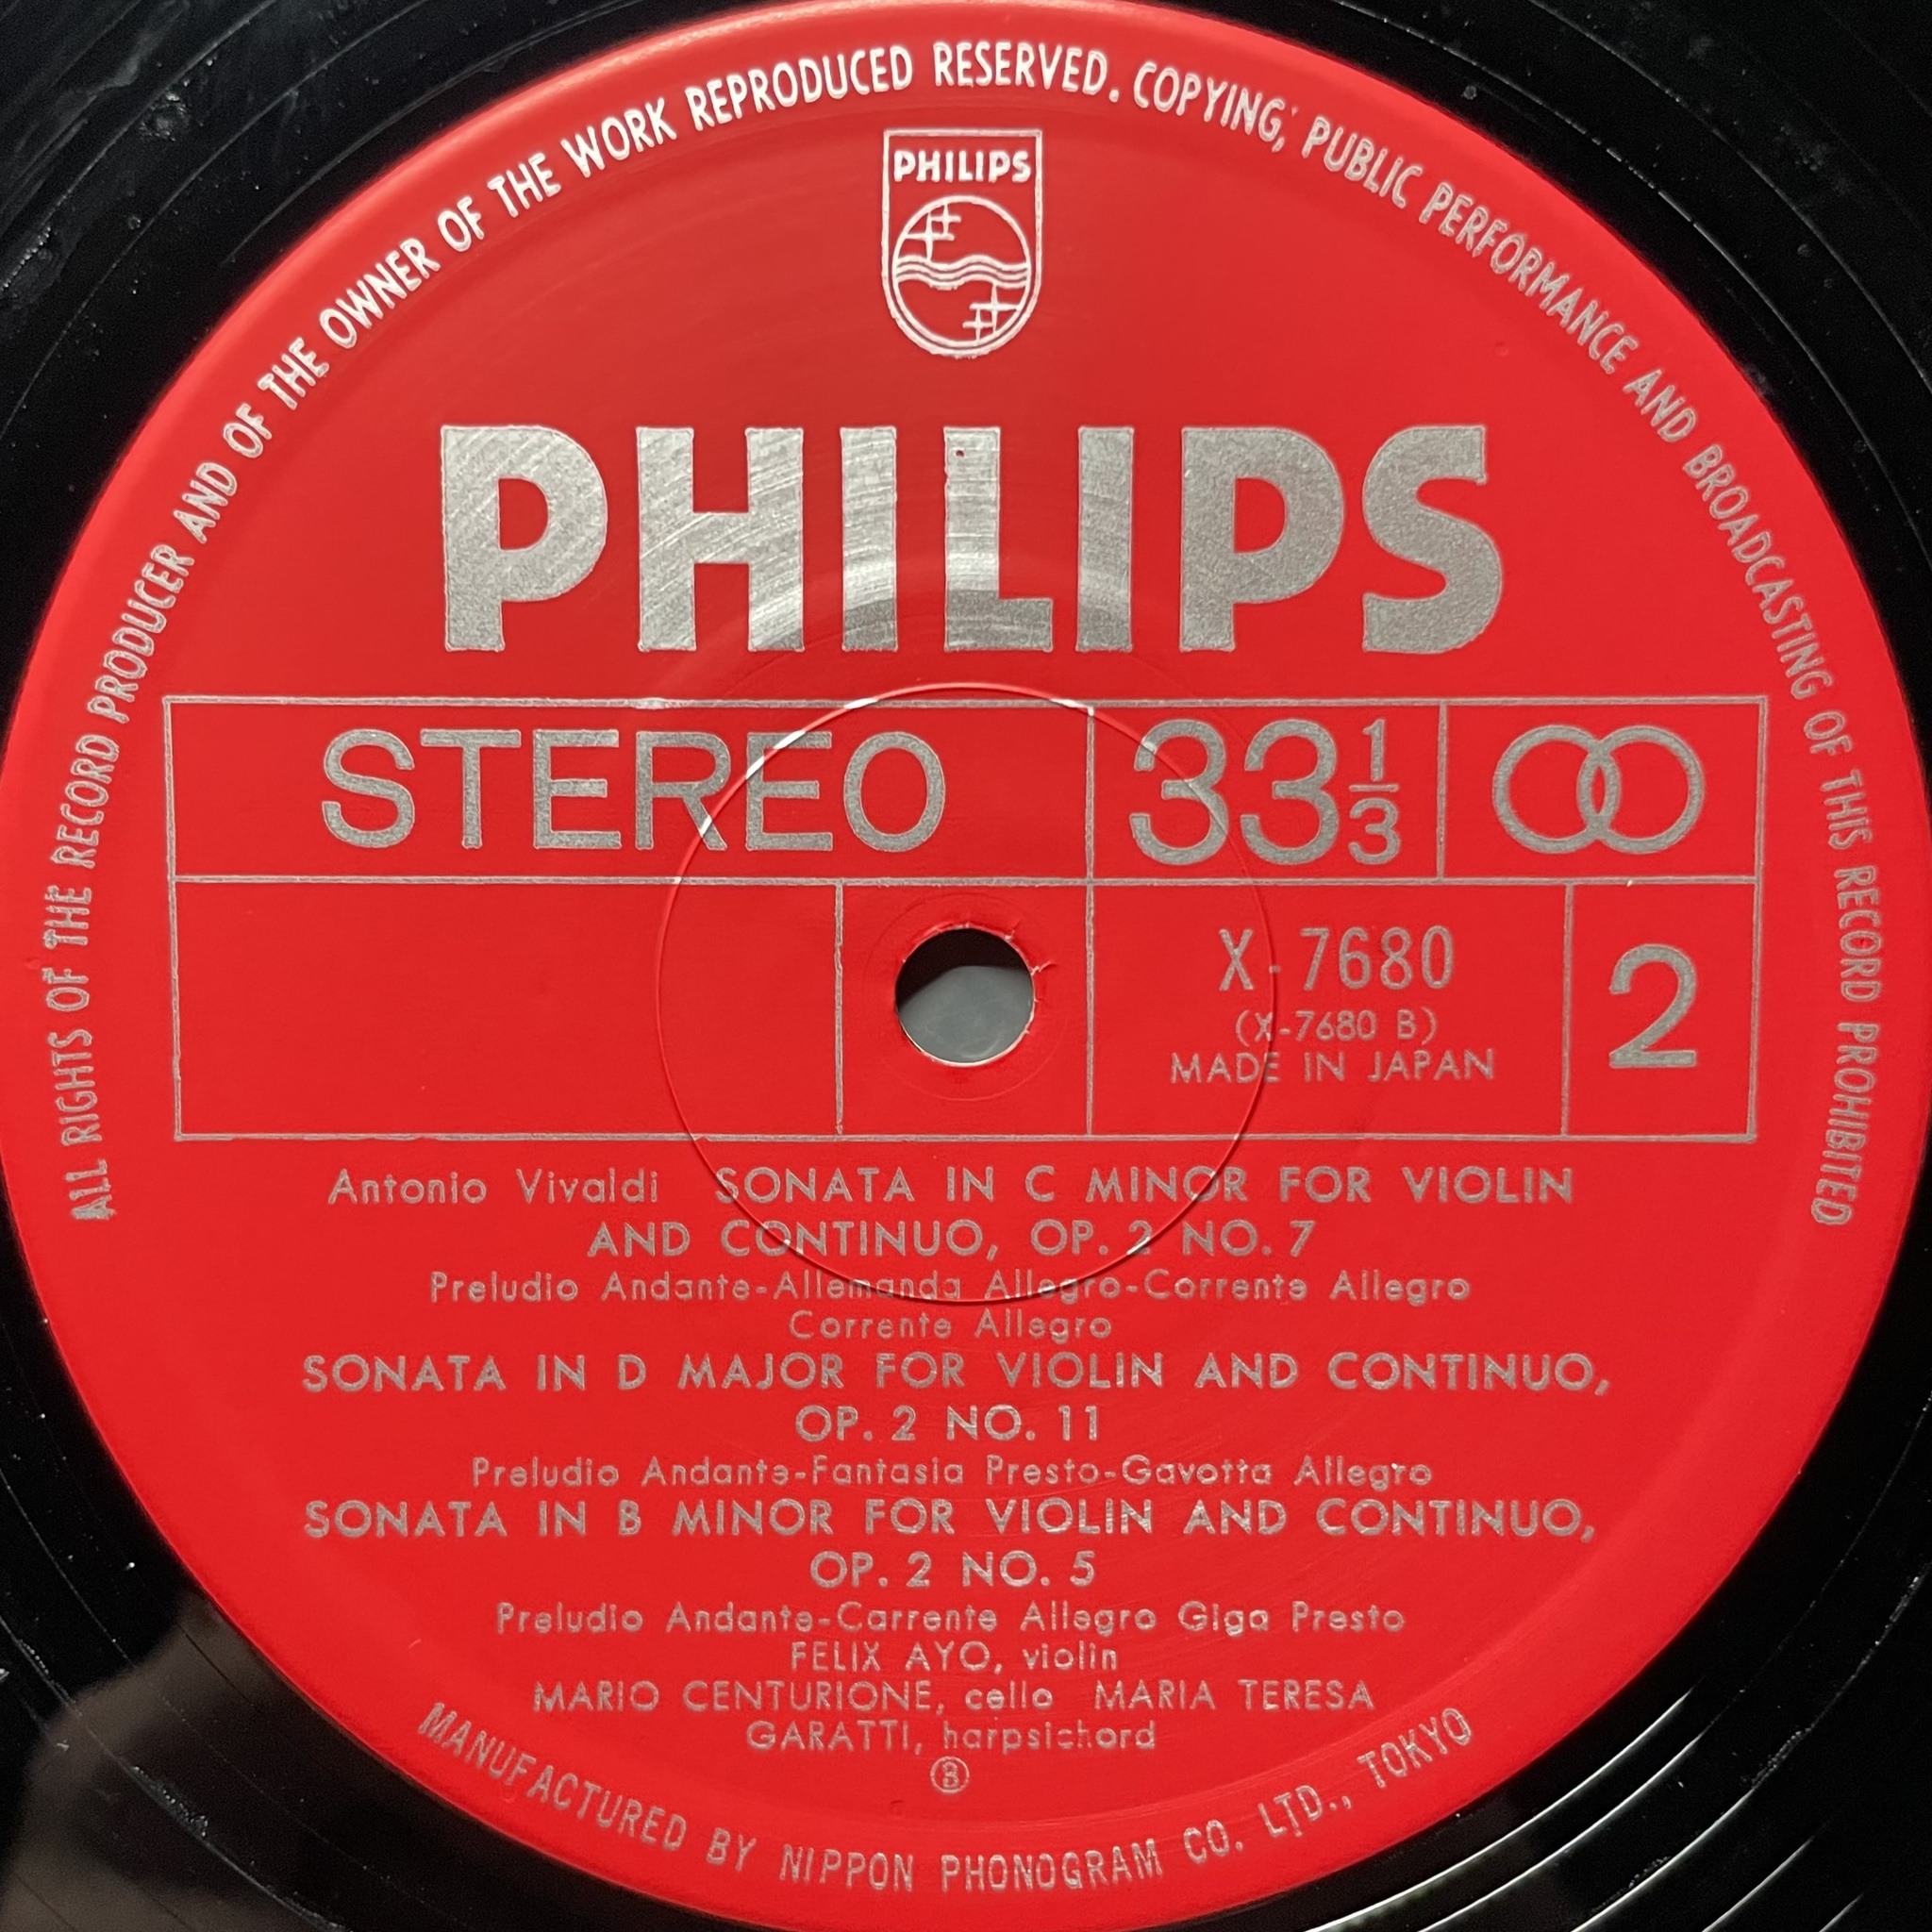 ALL RIGHTS OF THE RECORD PRODUCER AND OF THE OWNER OF THE WORK REPRODUCED RESERVED. COPYING, PUBLIC PERFORMANCE AND BROADCASTING OF THIS RECORD PROHIBITED
PHILIPS
PHILIPS
STEREO 33 1/3
X-7680 2
(X-7680 B)
MADE IN JAPAN
Antonio Vivaldi SONATA IN C MINOR FOR VIOLIN
AND CONTINUO, OP. 2 NO. 7
Preludio Andante-Allemanda Allegro-Corrente Allegro
Corrente Allegro
SONATA IN D MAJOR FOR VIOLIN AND CONTINUO,
OP. 2 NO. 11
Preludio Andante-Fantasia Presto-Gavotta Allegro
SONATA IN B MINOR FOR VIOLIN AND CONTINUO,
OP. 2 NO. 5
Preludio Andante-Carrente Allegro Giga Presto
FELIX AYO, violin
MARIO CENTURIONE, cello MARIA TERESA
GARATTI, harpsichord
MANUFACTURED BY NIPPON PHONOGRAM CO. LTD., TOKYO